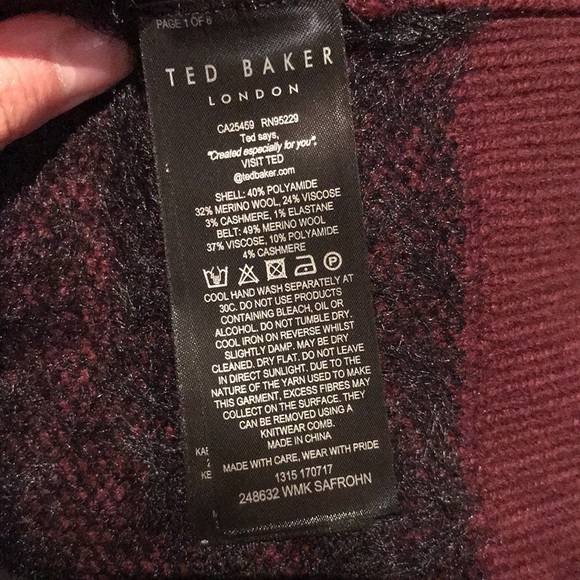 PAGE 1 OF 6
TED BAKER
LONDON
CA25459 RN95229
Ted says,
"Created especially for you",
VISIT TED
@tedbaker.com
SHELL: 40% POLYAMIDE
32% MERINO WOOL, 24% VISCOSE
3% CASHMERE, 1% ELASTANE
BELT: 49% MERINO WOOL
37% VISCOSE, 10% POLYAMIDE
4% CASHMERE
COOL HAND WASH SEPARATELY AT
30C. DO NOT USE PRODUCTS
CONTAINING BLEACH, OIL OR
ALCOHOL. DO NOT TUMBLE DRY.
COOL IRON ON REVERSE WHILST
SLIGHTLY DAMP. MAY BE DRY
CLEANED. DRY FLAT. DO NOT LEAVE
IN DIRECT SUNLIGHT. DUE TO THE
NATURE OF THE YARN USED TO MAKE
THIS GARMENT, EXCESS FIBRES MAY
COLLECT ON THE SURFACE. THEY
CAN BE REMOVED USING A
KNITWEAR COMB.
MADE IN CHINA
MADE WITH CARE, WEAR WITH PRIDE
1315 170717
248632 WMK SAFROHN